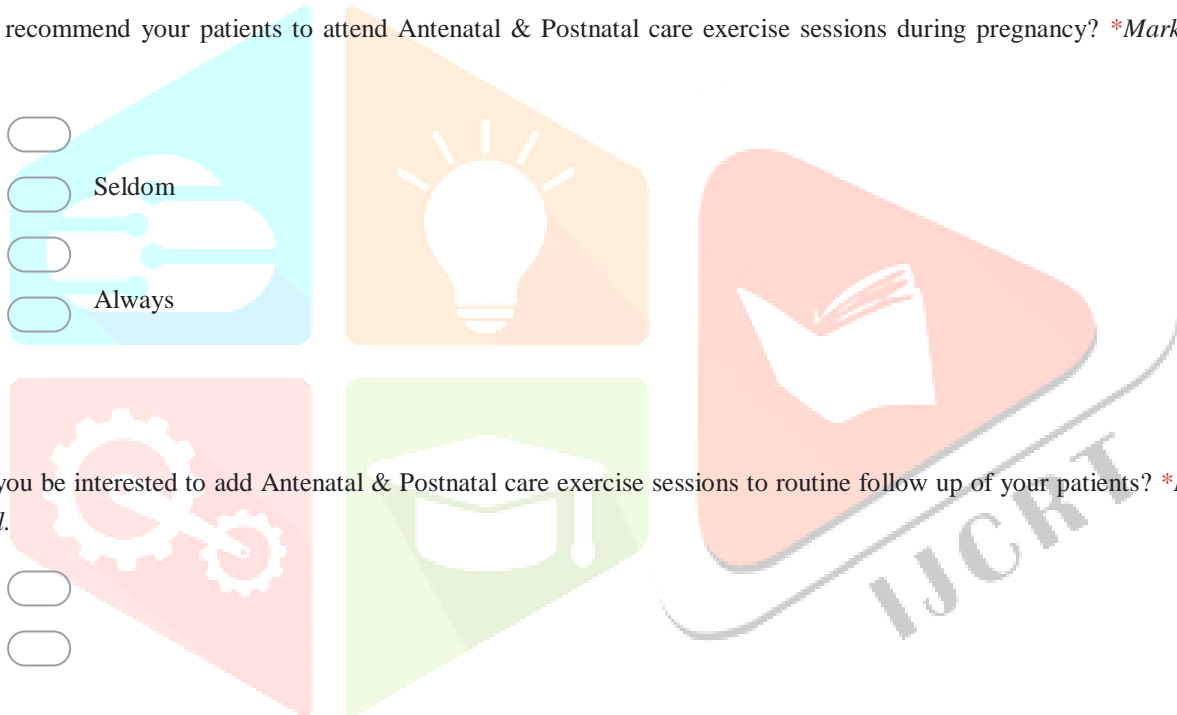 recommend your patients to attend Antenatal & Postnatal care exercise sessions during pregnancy? *Mark
Seldom
Always
you be interested to add Antenatal & Postnatal care exercise sessions to routine follow up of your patients? *
IJCRT